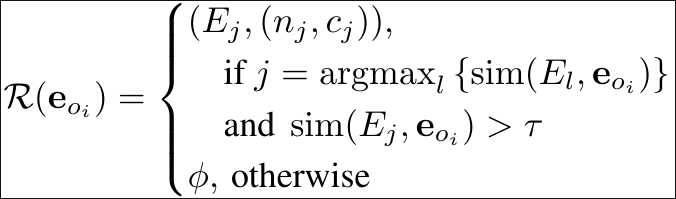 (E_j, (n_j, c_j)),
if j = argmax_l {sim(E_l, e_{o_i})}
R(e_{o_i}) = {
and sim(E_j, e_{o_i}) > τ
ϕ, otherwise